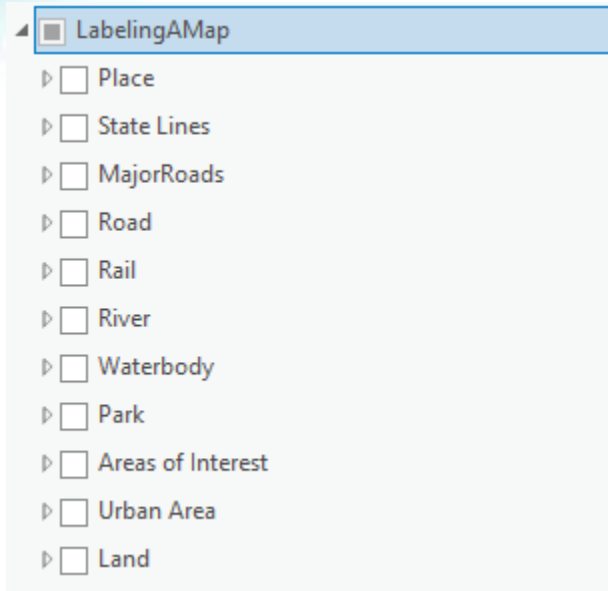 LabelingAMap
Place
State Lines
MajorRoads
Road
Rail
River
Waterbody
Park
Areas of Interest
Urban Area
Land